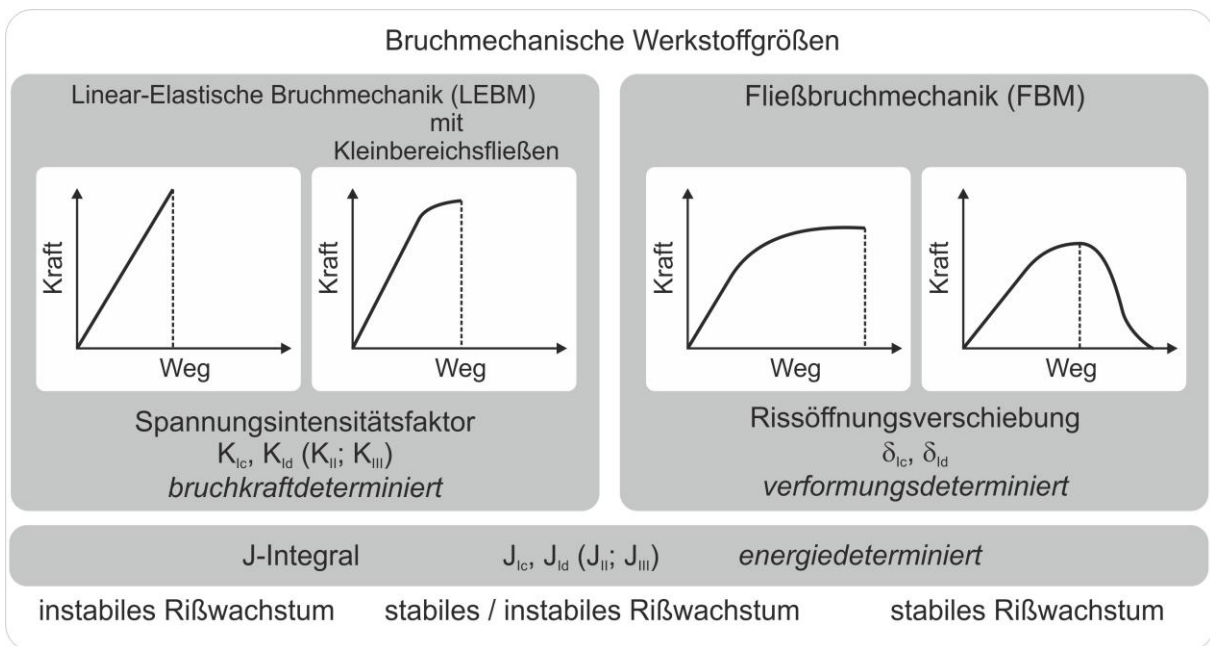 Bruchmechanische Werkstoffgrößen
Linear-Elastische Bruchmechanik (LEBM)
mit
Kleinbereichsfließen
Kraft
Weg
Kraft
Weg
Spannungsintensitätsfaktor
K_Ic, K_Id (K_II; K_III)
bruchkraftdeterminiert
Fließbruchmechanik (FBM)
Kraft
Weg
Kraft
Weg
Rissöffnungsverschiebung
δ_Ic, δ_Id
verformungsdeterminiert
J-Integral J_Ic, J_Id (J_II; J_III) energiedeterminiert
instabiles Rißwachstum stabiles / instabiles Rißwachstum stabiles Rißwachstum